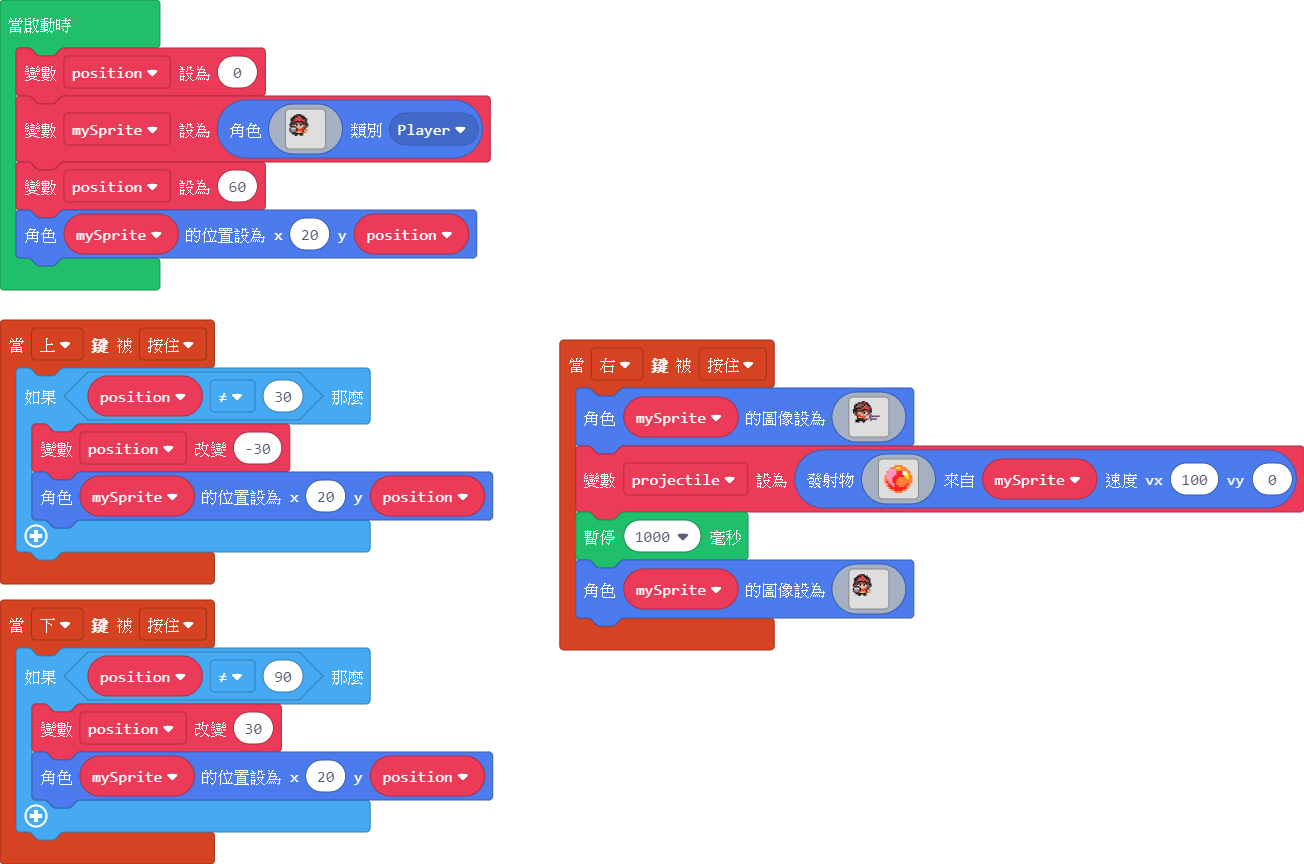 當啟動時
變數 position 設為 0
變數 mySprite 設為 角色 類別 Player
變數 position 設為 60
角色 mySprite 的位置設為 x 20 y position
當 上 鍵 被 按住
如果 position ≠ 30 那麼
變數 position 改變 -30
角色 mySprite 的位置設為 x 20 y position
當 下 鍵 被 按住
如果 position ≠ 90 那麼
變數 position 改變 30
角色 mySprite 的位置設為 x 20 y position
當 右 鍵 被 按住
角色 mySprite 的圖像設為
變數 projectile 設為 發射物 來自 mySprite 速度 vx 100 vy 0
暫停 1000 毫秒
角色 mySprite 的圖像設為